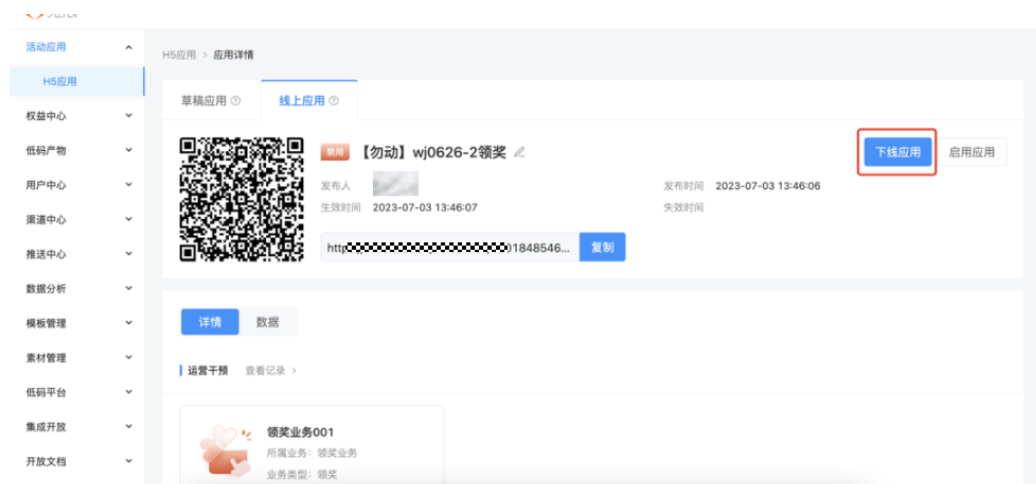 活动应用
H5应用
权益中心
低码产物
用户中心
渠道中心
推送中心
数据分析
模板管理
素材管理
低码平台
集成开放
开放文档
H5应用 > 应用详情
草稿应用 ?
线上应用 ?
禁用 【勿动】wj0626-2领奖
下线应用
启用应用
发布人
发布时间 2023-07-03 13:46:06
生效时间 2023-07-03 13:46:07
失效时间
http 1848546...
复制
详情
数据
运营干预 查看记录 >
领奖业务001
所属业务：领奖业务
业务类型：领奖